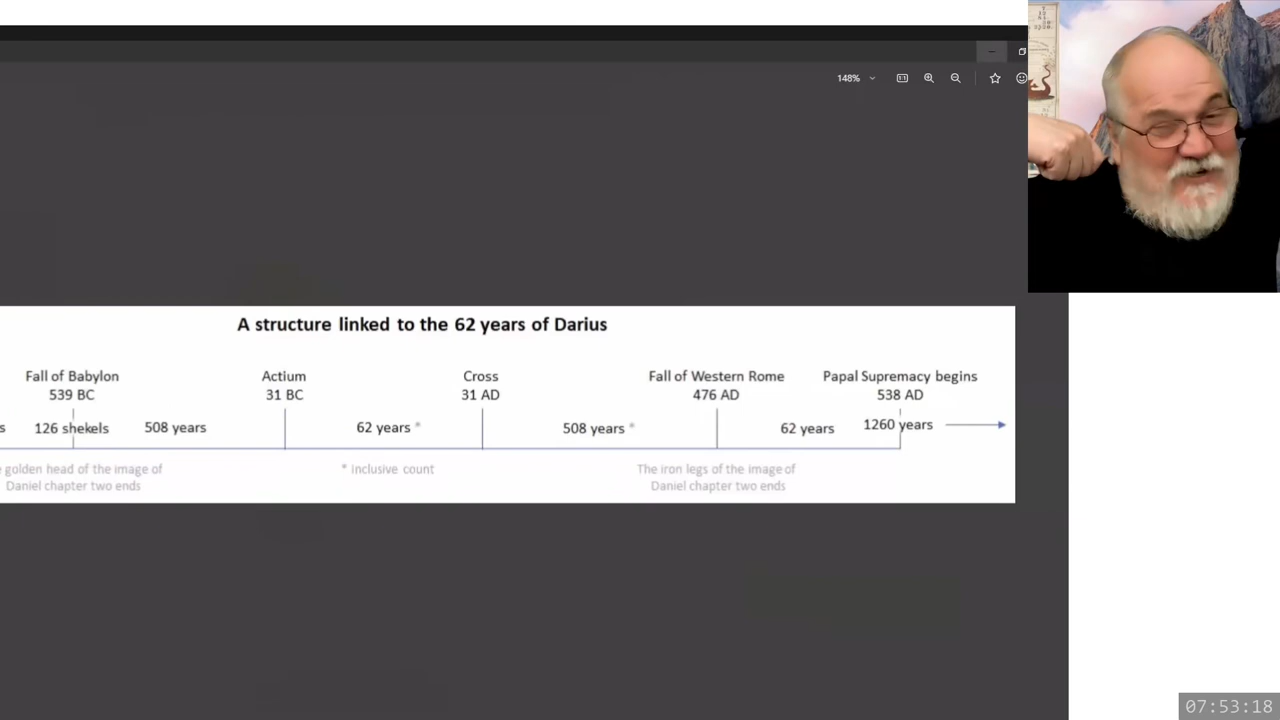 148%
A structure linked to the 62 years of Darius
Fall of Babylon
539 BC
Actium
31 BC
Cross
31 AD
Fall of Western Rome
476 AD
Papal Supremacy begins
538 AD
s
126 shekels
508 years
62 years *
508 years *
62 years
1260 years
golden head of the image of
Daniel chapter two ends
* inclusive count
The iron legs of the image of
Daniel chapter two ends
07:53:18